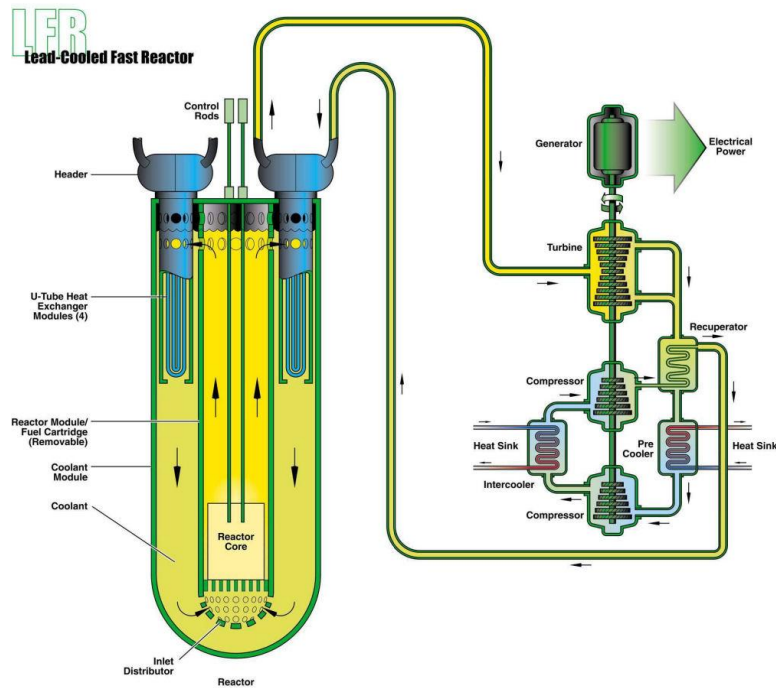 LFR
Lead-Cooled Fast Reactor
Control
Rods
Header
U-Tube Heat
Exchanger
Modules (4)
Reactor Module/
Fuel Cartridge
(Removable)
Coolant
Module
Coolant
Reactor
Core
Inlet
Distributor
Reactor
Generator
Electrical
Power
Turbine
Recuperator
Compressor
Heat Sink
Pre
Cooler
Heat Sink
Intercooler
Compressor